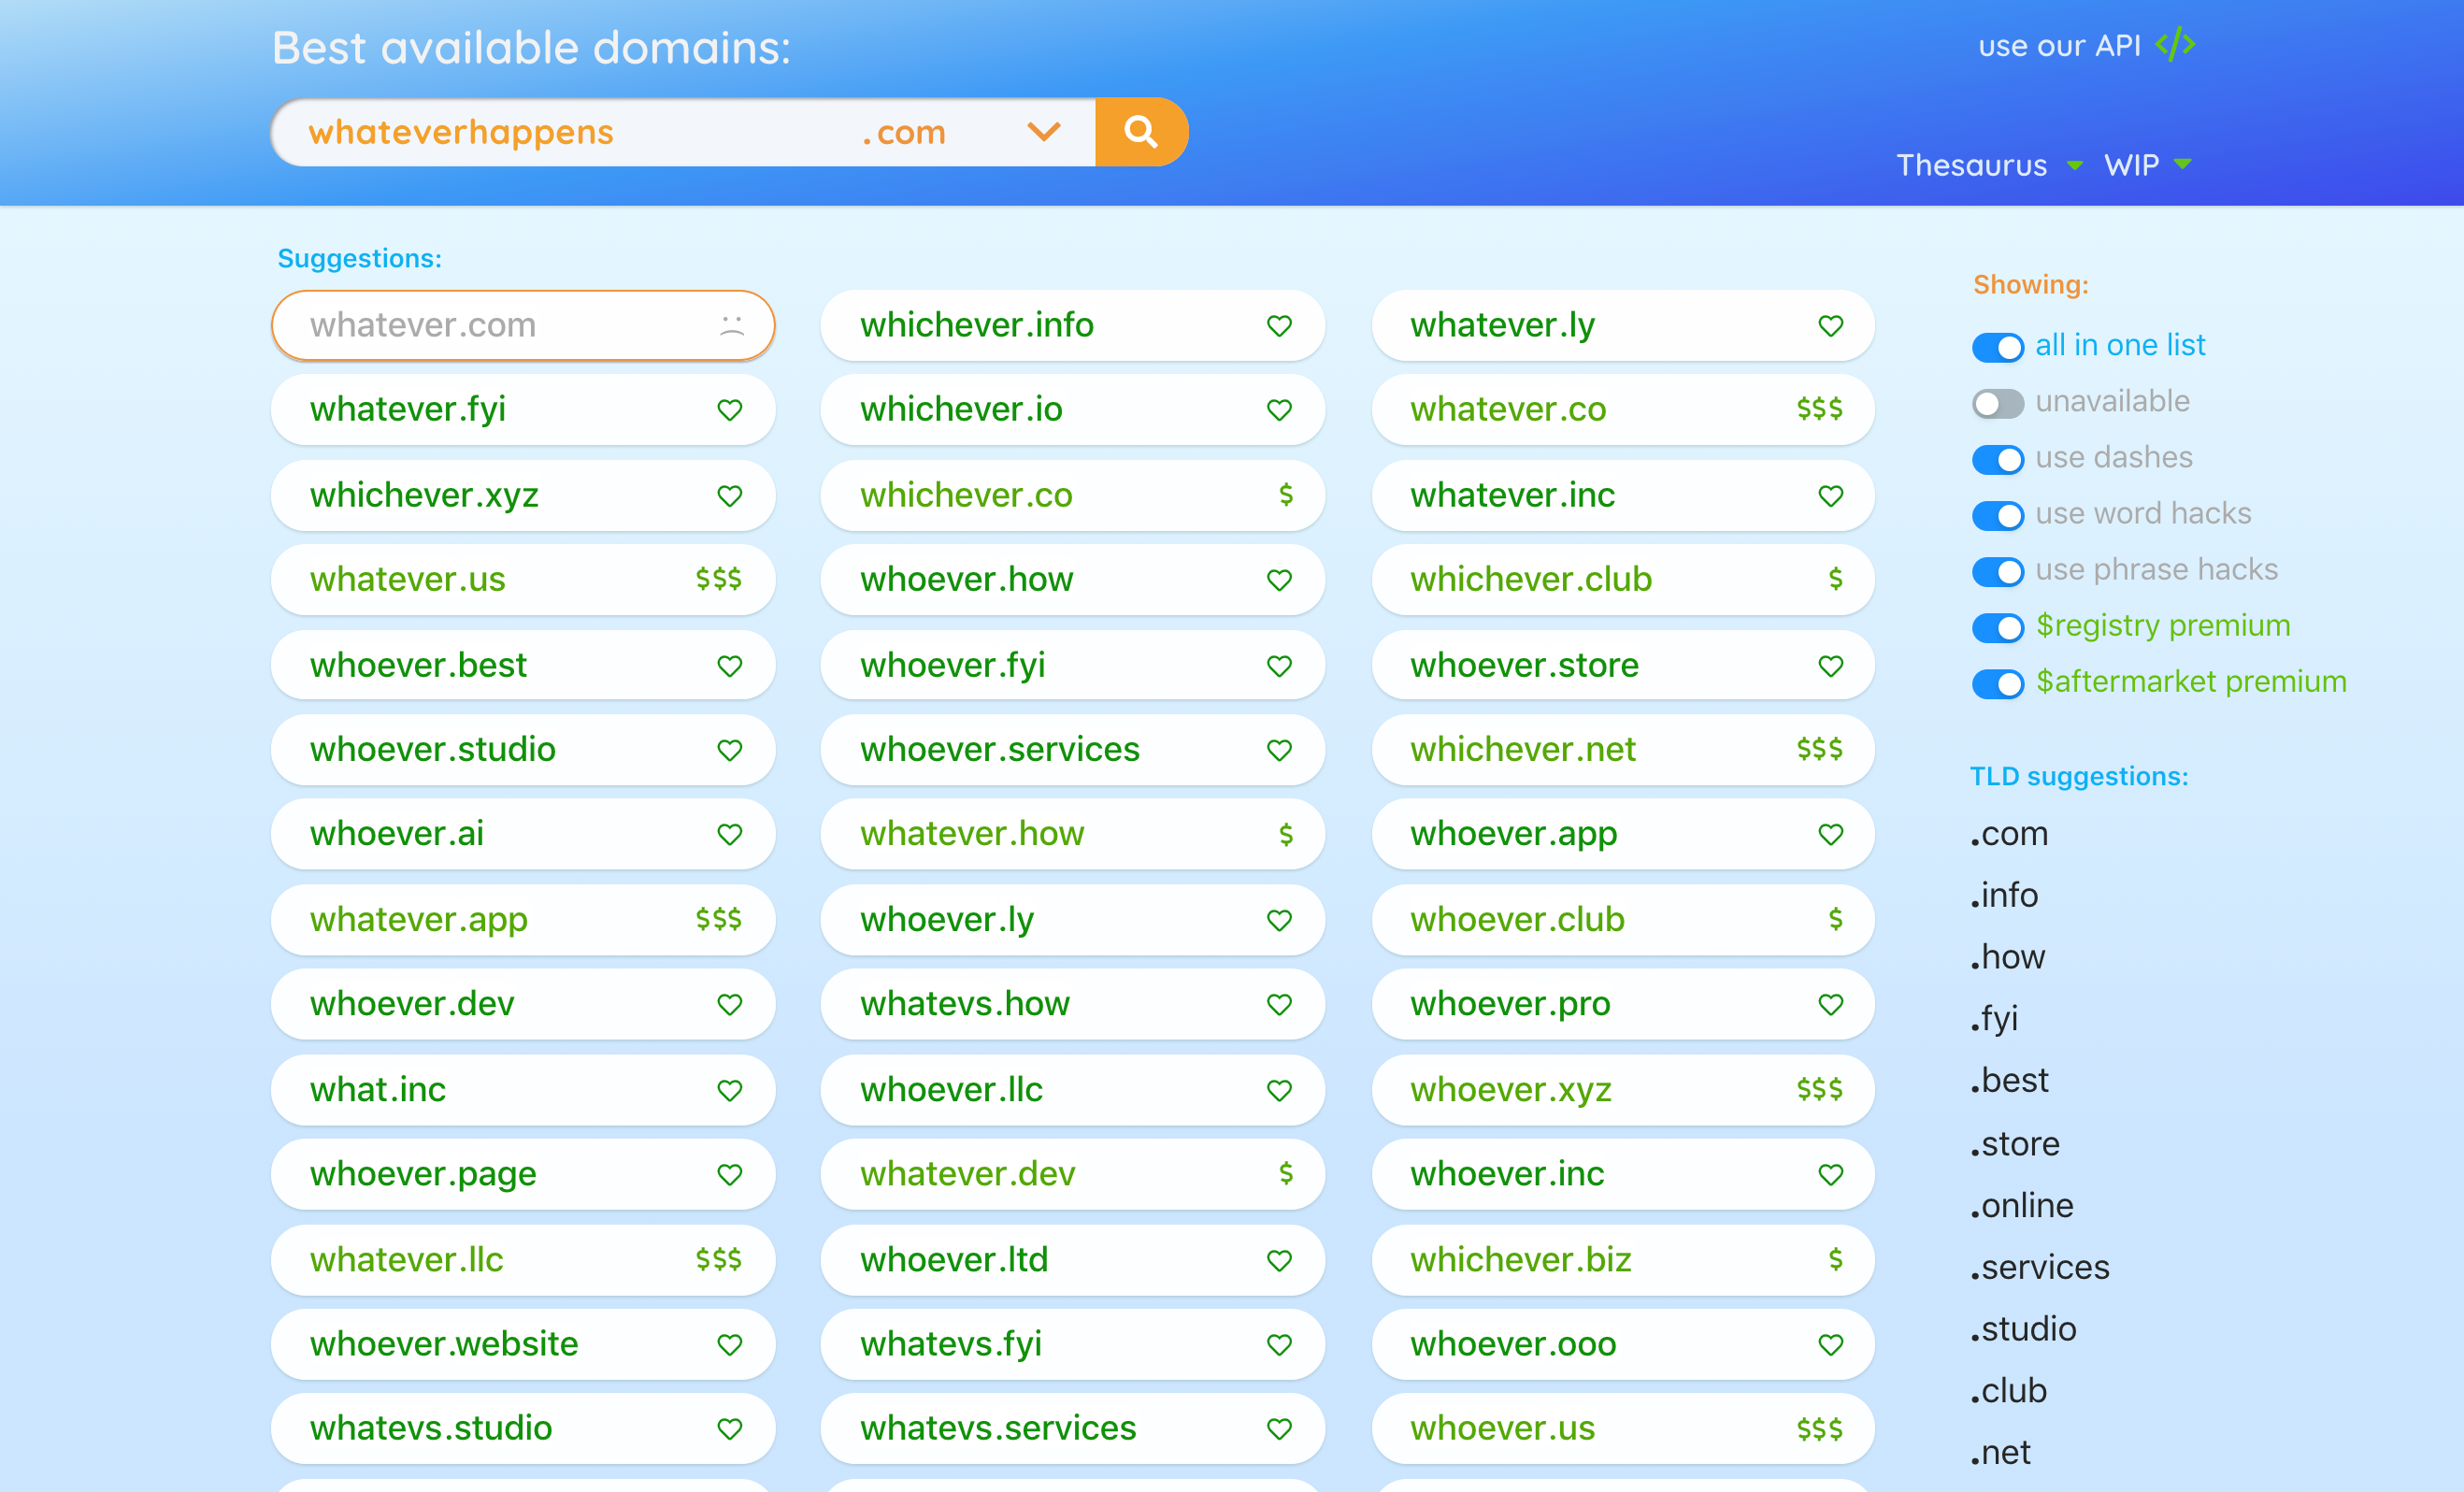 Best available domains:
use our API </>
whateverhappens .com
Thesaurus WIP
Suggestions:
whatever.com
whichever.info
whatever.ly
whatever.fyi
whichever.io
whatever.co $$$
whichever.xyz
whichever.co $
whatever.inc
whatever.us $$$
whoever.how
whichever.club $
whoever.best
whoever.fyi
whoever.store
whoever.studio
whoever.services
whichever.net $$$
whoever.ai
whatever.how $
whoever.app
whatever.app $$$
whoever.ly
whoever.club $
whoever.dev
whatevs.how
whoever.pro
what.inc
whoever.llc
whoever.xyz $$$
whoever.page
whatever.dev $
whoever.inc
whatever.llc $$$
whoever.ltd
whichever.biz $
whoever.website
whatevs.fyi
whoever.ooo
whatevs.studio
whatevs.services
whoever.us $$$
Showing:
all in one list
unavailable
use dashes
use word hacks
use phrase hacks
$registry premium
$aftermarket premium
TLD suggestions:
.com
.info
.how
.fyi
.best
.store
.online
.services
.studio
.club
.net